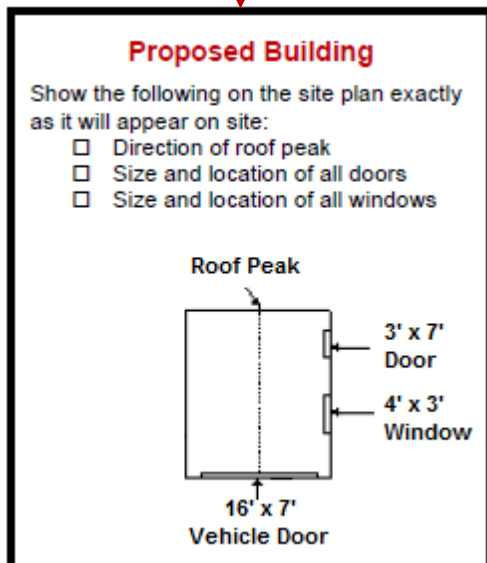 Proposed Building
Show the following on the site plan exactly
as it will appear on site:
☐ Direction of roof peak
☐ Size and location of all doors
☐ Size and location of all windows
Roof Peak
3' x 7'
Door
4' x 3'
Window
16' x 7'
Vehicle Door